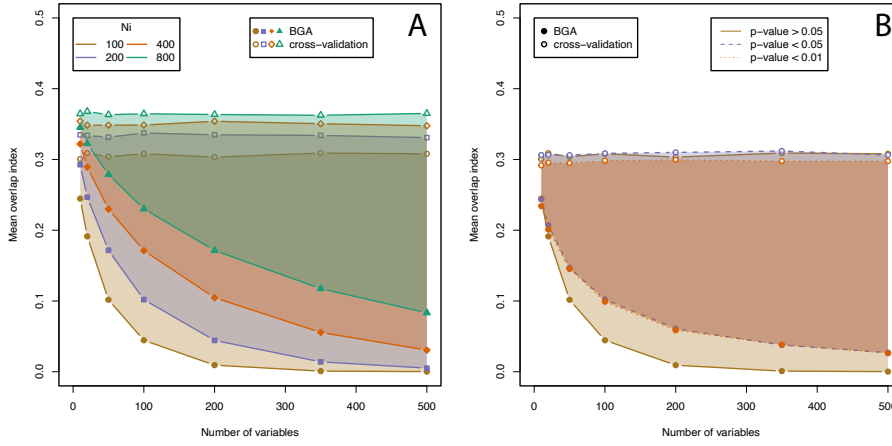 A
Ni
100 400
200 800
BGA
cross-validation
0.5
0.4
0.3
0.2
0.1
0.0
Mean overlap index
0 100 200 300 400 500
Number of variables
B
BGA
cross-validation
p-value > 0.05
p-value < 0.05
p-value < 0.01
0.5
0.4
0.3
0.2
0.1
0.0
Mean overlap index
0 100 200 300 400 500
Number of variables